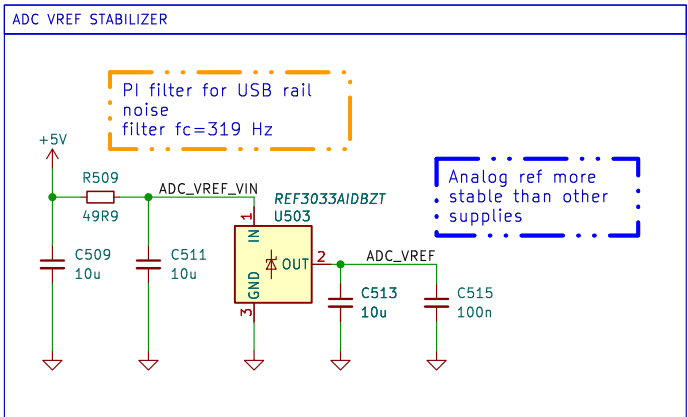 ADC VREF STABILIZER
PI filter for USB rail
noise
filter fc=319 Hz
+5V
R509
49R9
ADC_VREF_VIN
REF3033AIDBZT
U503
Analog ref more
stable than other
supplies
C509
10u
C511
10u
1
IN
OUT
2
GND
3
ADC_VREF
C513
10u
C515
100n